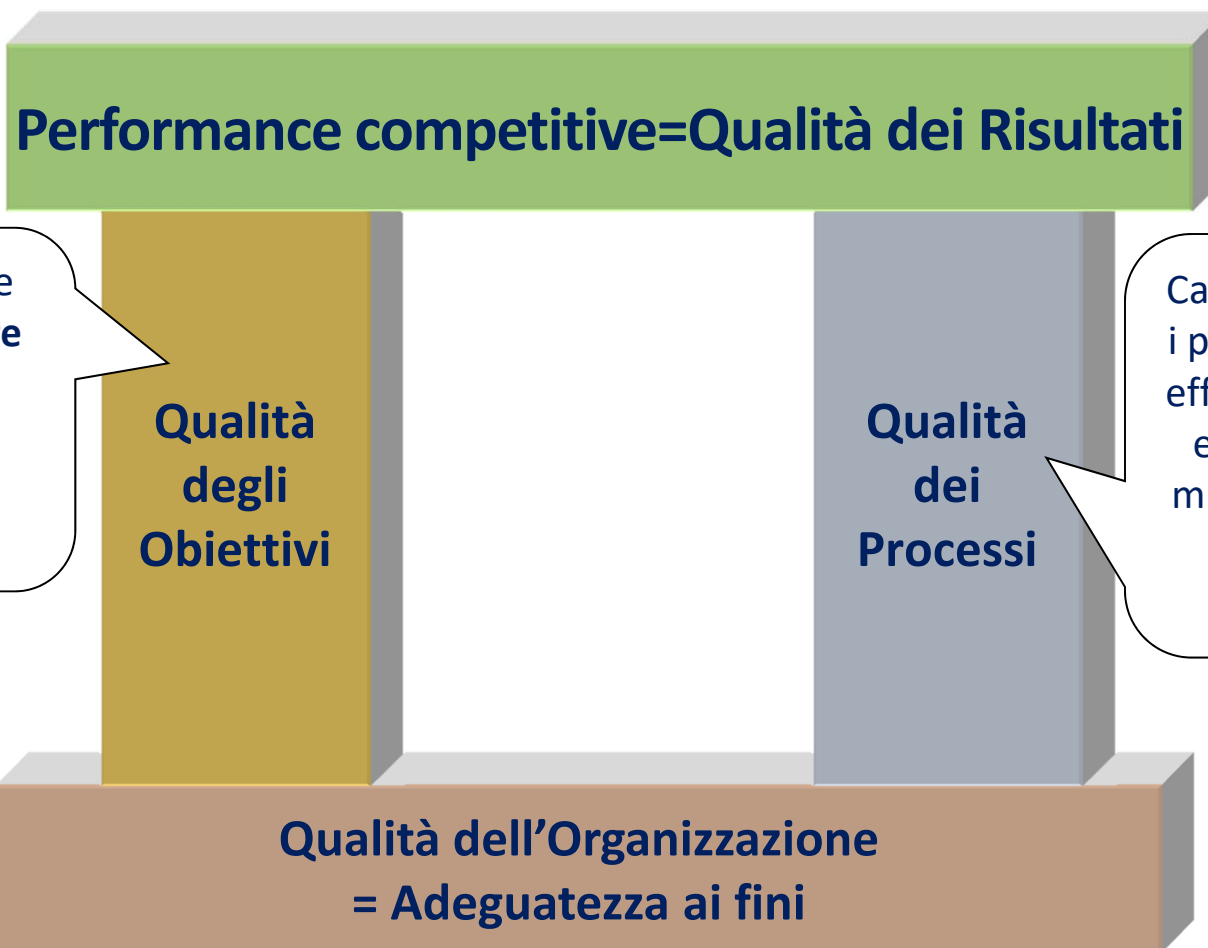 Performance competitive=Qualità dei Risultati
Qualità
degli
Obiettivi
Qualità
dei
Processi
Qualità dell’Organizzazione
= Adeguatezza ai fini